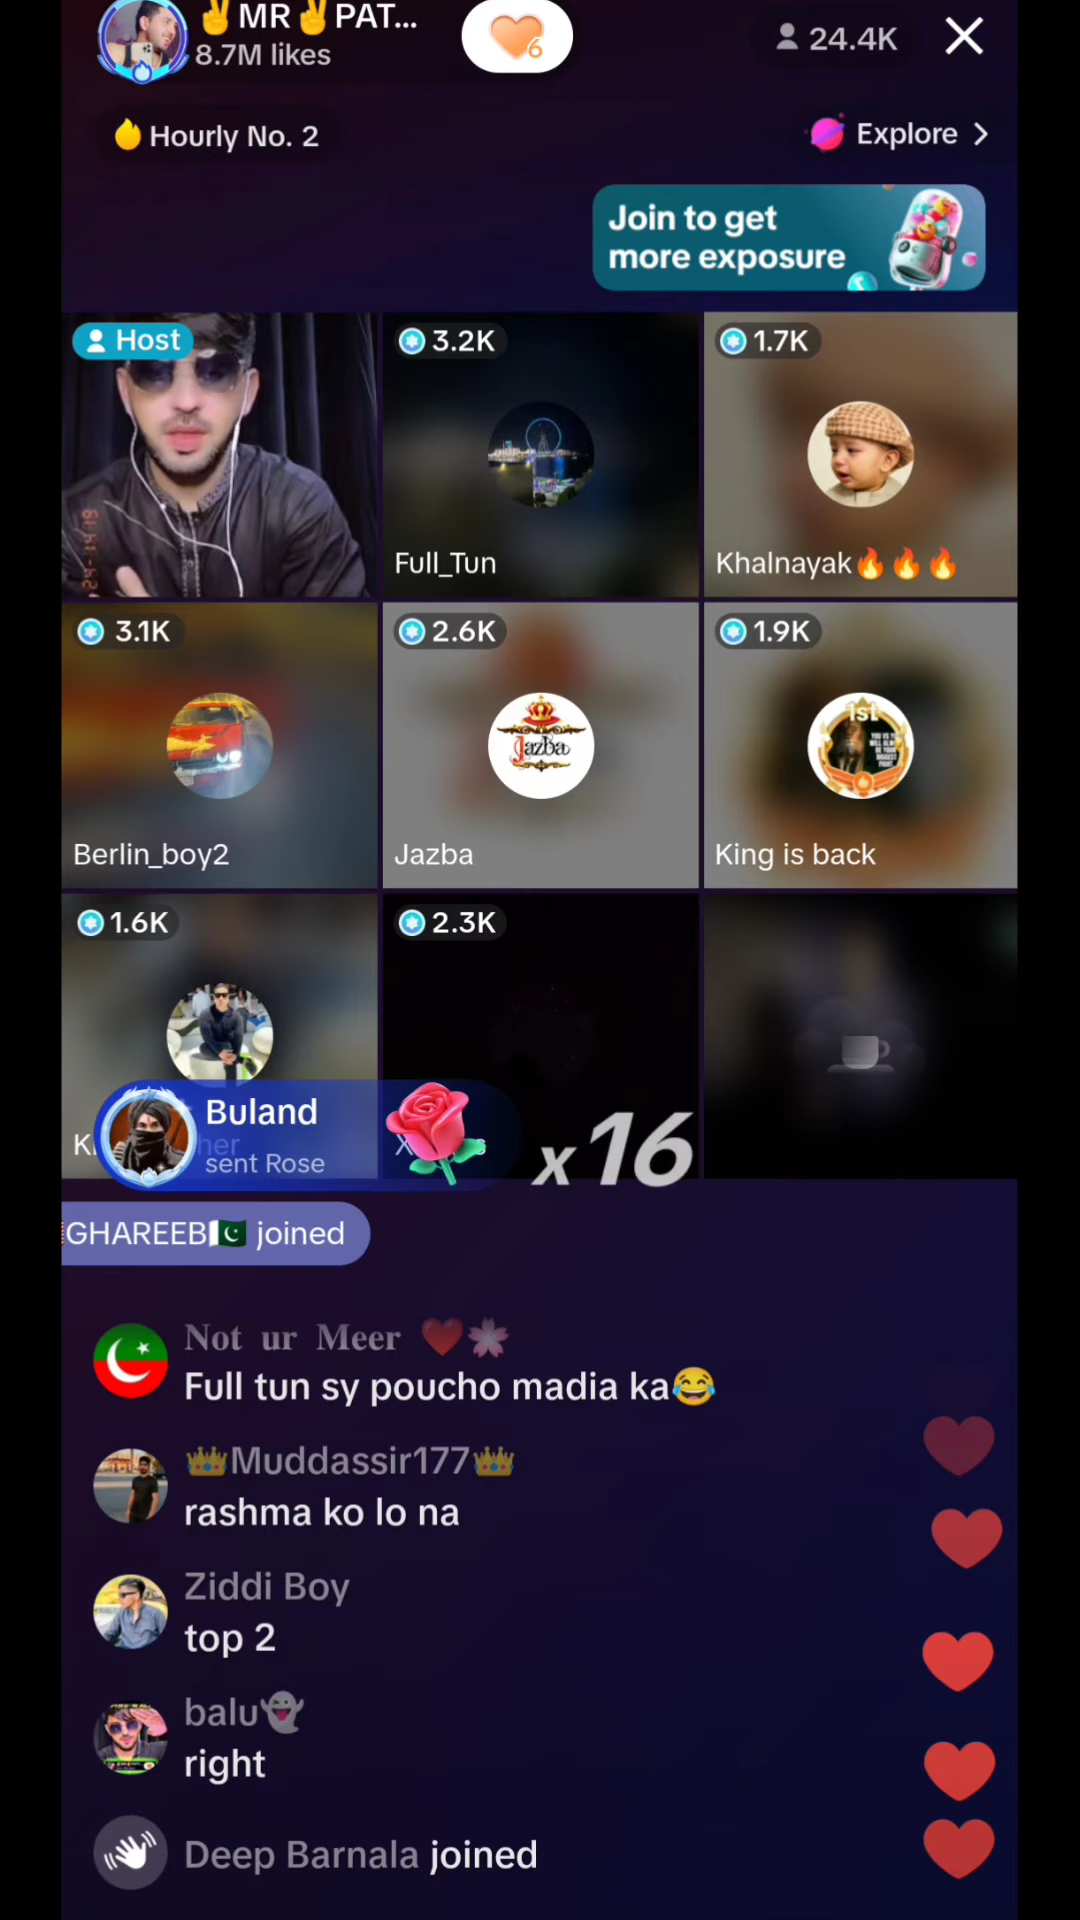 ✌️MR✌️PAT...
8.7M likes
6
24.4K
Hourly No. 2
Explore >
Join to get
more exposure
Host
3.2K
1.7K
Full_Tun
Khalnayak🔥🔥🔥
3.1K
2.6K
1.9K
Jazba
1st
Berlin_boy2
Jazba
King is back
1.6K
2.3K
Buland
sent Rose
x16
GHAREEB🇵🇰 joined
Not ur Meer ❤️🌸
Full tun sy poucho madia ka😂
👑Muddassir177👑
rashma ko lo na
Ziddi Boy
top 2
balu👻
right
Deep Barnala joined